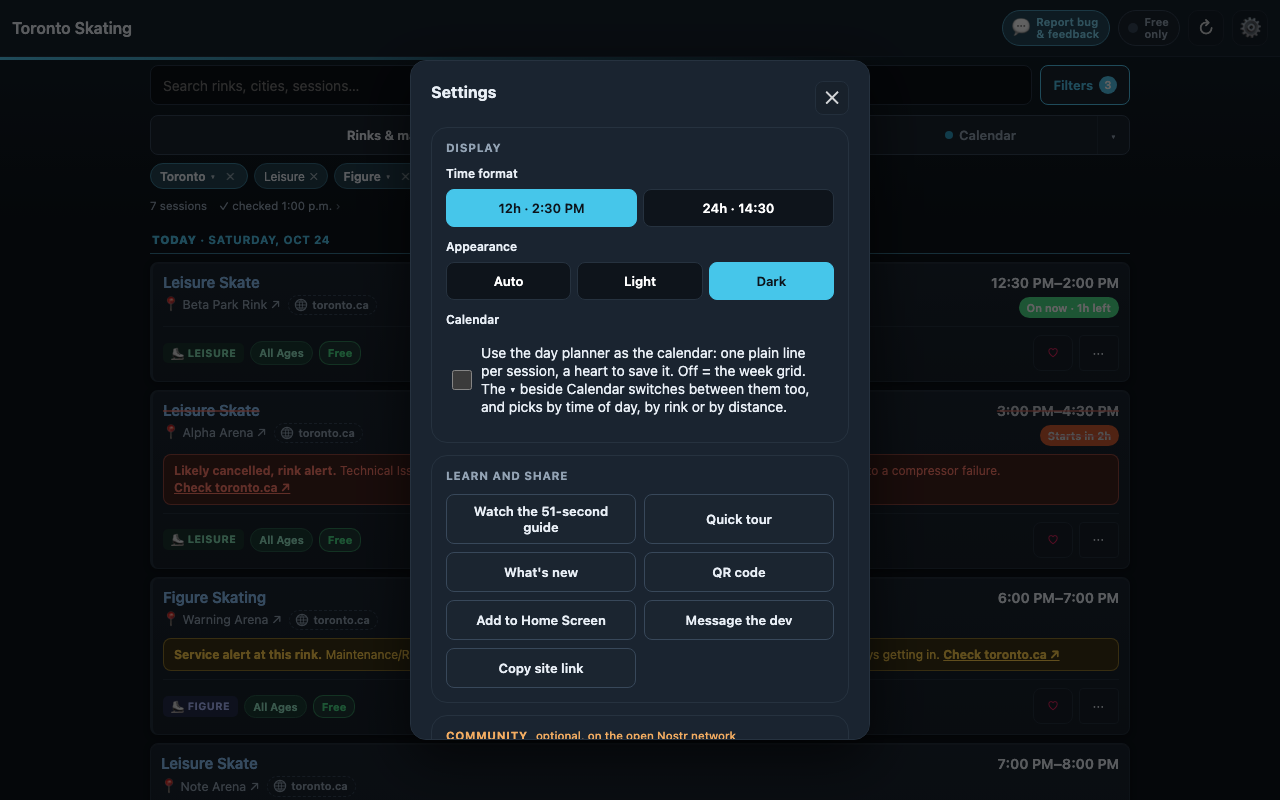 Toronto Skating
Report bug
& feedback
Free
only
Search rinks, cities, sessions...
Filters 3
Rinks & ma
Calendar
Toronto
Leisure ✕
Figure
7 sessions ✓ checked 1:00 p.m. ›
TODAY · SATURDAY, OCT 24
Leisure Skate
12:30 PM–2:00 PM
Beta Park Rink ↗ toronto.ca
On now · 1h left
LEISURE All Ages Free
Leisure Skate
3:00 PM–4:30 PM
Alpha Arena ↗ toronto.ca
Starts in 2h
Likely cancelled, rink alert. Technical Iss
o a compressor failure.
Check toronto.ca ↗
LEISURE All Ages Free
Figure Skating
6:00 PM–7:00 PM
Warning Arena ↗ toronto.ca
Service alert at this rink. Maintenance/R
ys getting in. Check toronto.ca ↗
FIGURE All Ages Free
Leisure Skate
7:00 PM–8:00 PM
Note Arena ↗ toronto.ca
Settings
DISPLAY
Time format
12h · 2:30 PM
24h · 14:30
Appearance
Auto
Light
Dark
Calendar
Use the day planner as the calendar: one plain line
per session, a heart to save it. Off = the week grid.
The ▾ beside Calendar switches between them too,
and picks by time of day, by rink or by distance.
LEARN AND SHARE
Watch the 51-second
guide
Quick tour
What's new
QR code
Add to Home Screen
Message the dev
Copy site link
COMMUNITY optional, on the open Nostr network